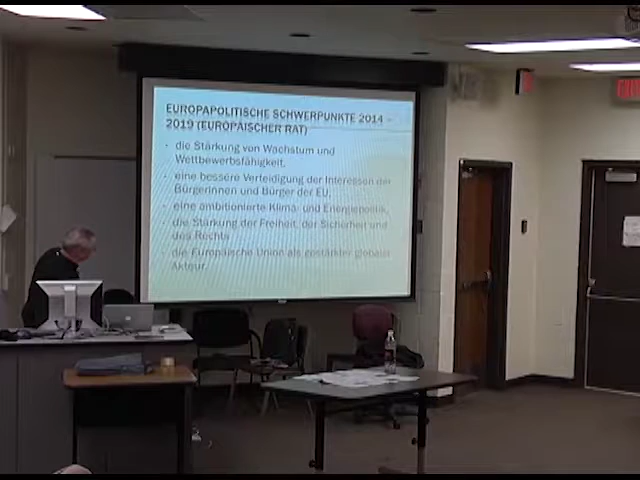 EUROPAPOLITISCHE SCHWERPUNKTE 2014 –
2019 (EUROPÄISCHER RAT)
die Stärkung von Wachstum und
Wettbewerbsfähigkeit,
eine bessere Verteidigung der Interessen der
Bürgerinnen und Bürger der EU,
eine ambitionierte Klima- und Energiepolitik,
die Stärkung der Freiheit, der Sicherheit und
des Rechts
die Europäische Union als gestärkter globaler
Akteur.